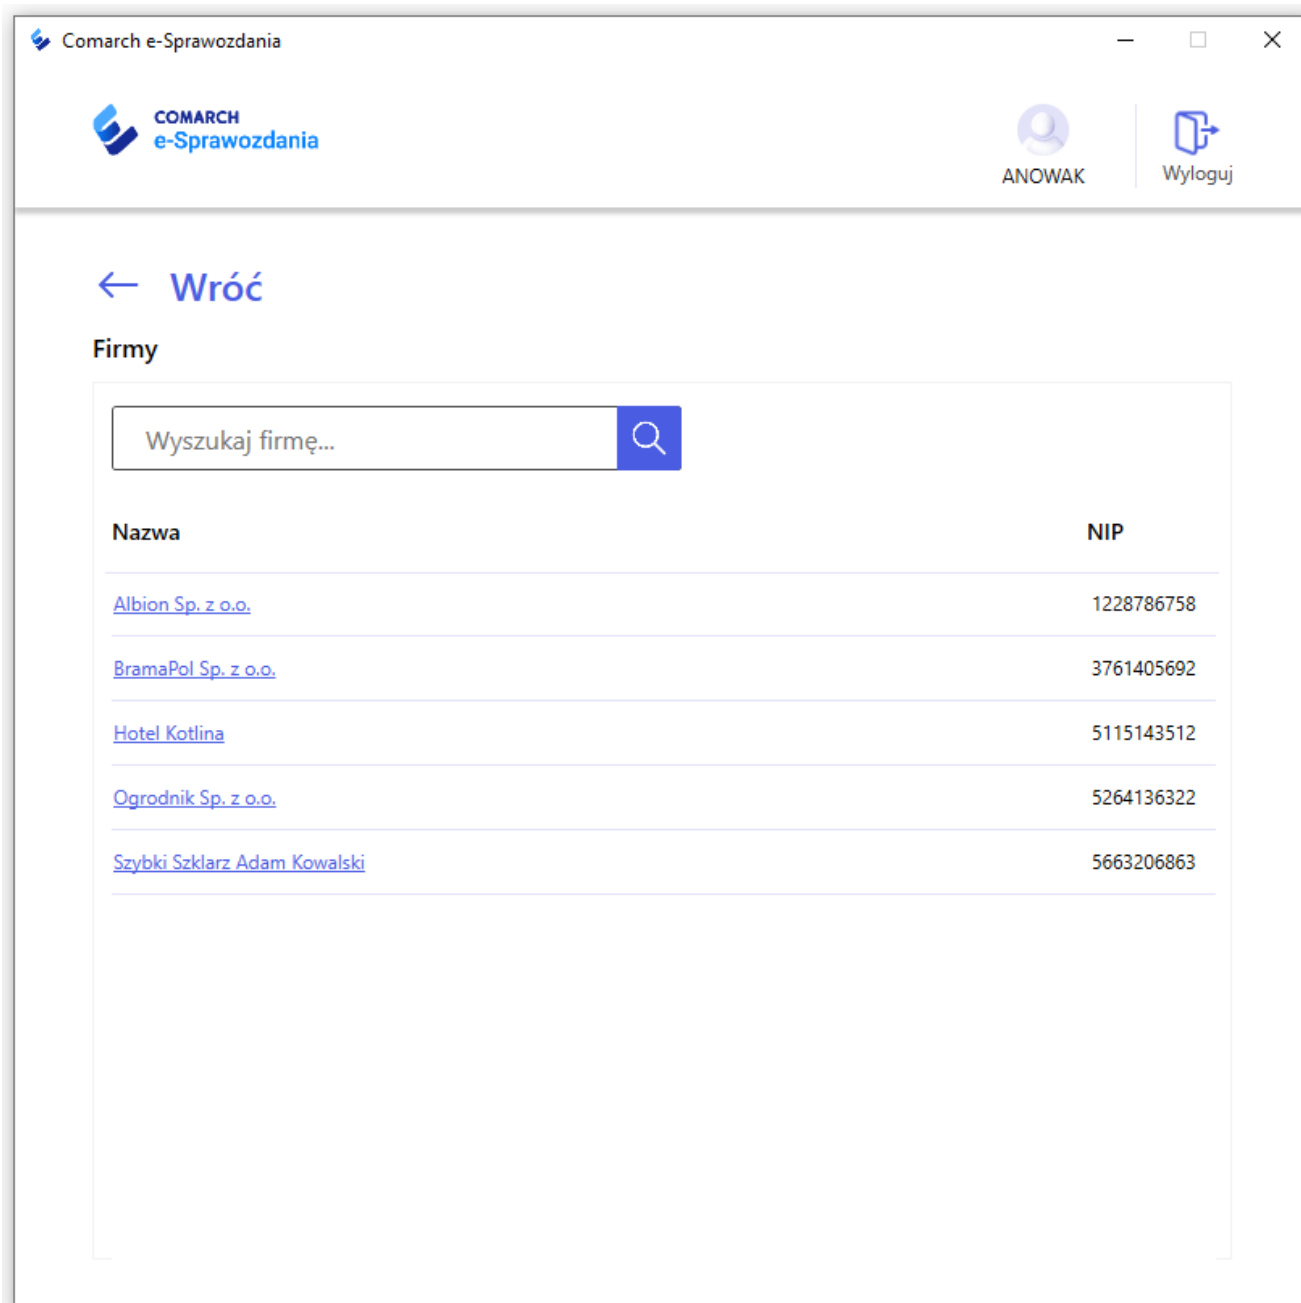 Comarch e-Sprawozdania
COMARCH
e-Sprawozdania
ANOWAK
Wyloguj
Wróć
Firmy
Wyszukaj firmę...
Nazwa NIP
Albion Sp. z o.o. 1228786758
BramaPol Sp. z o.o. 3761405692
Hotel Kotlina 5115143512
Ogrodnik Sp. z o.o. 5264136322
Szybki Szklarz Adam Kowalski 5663206863